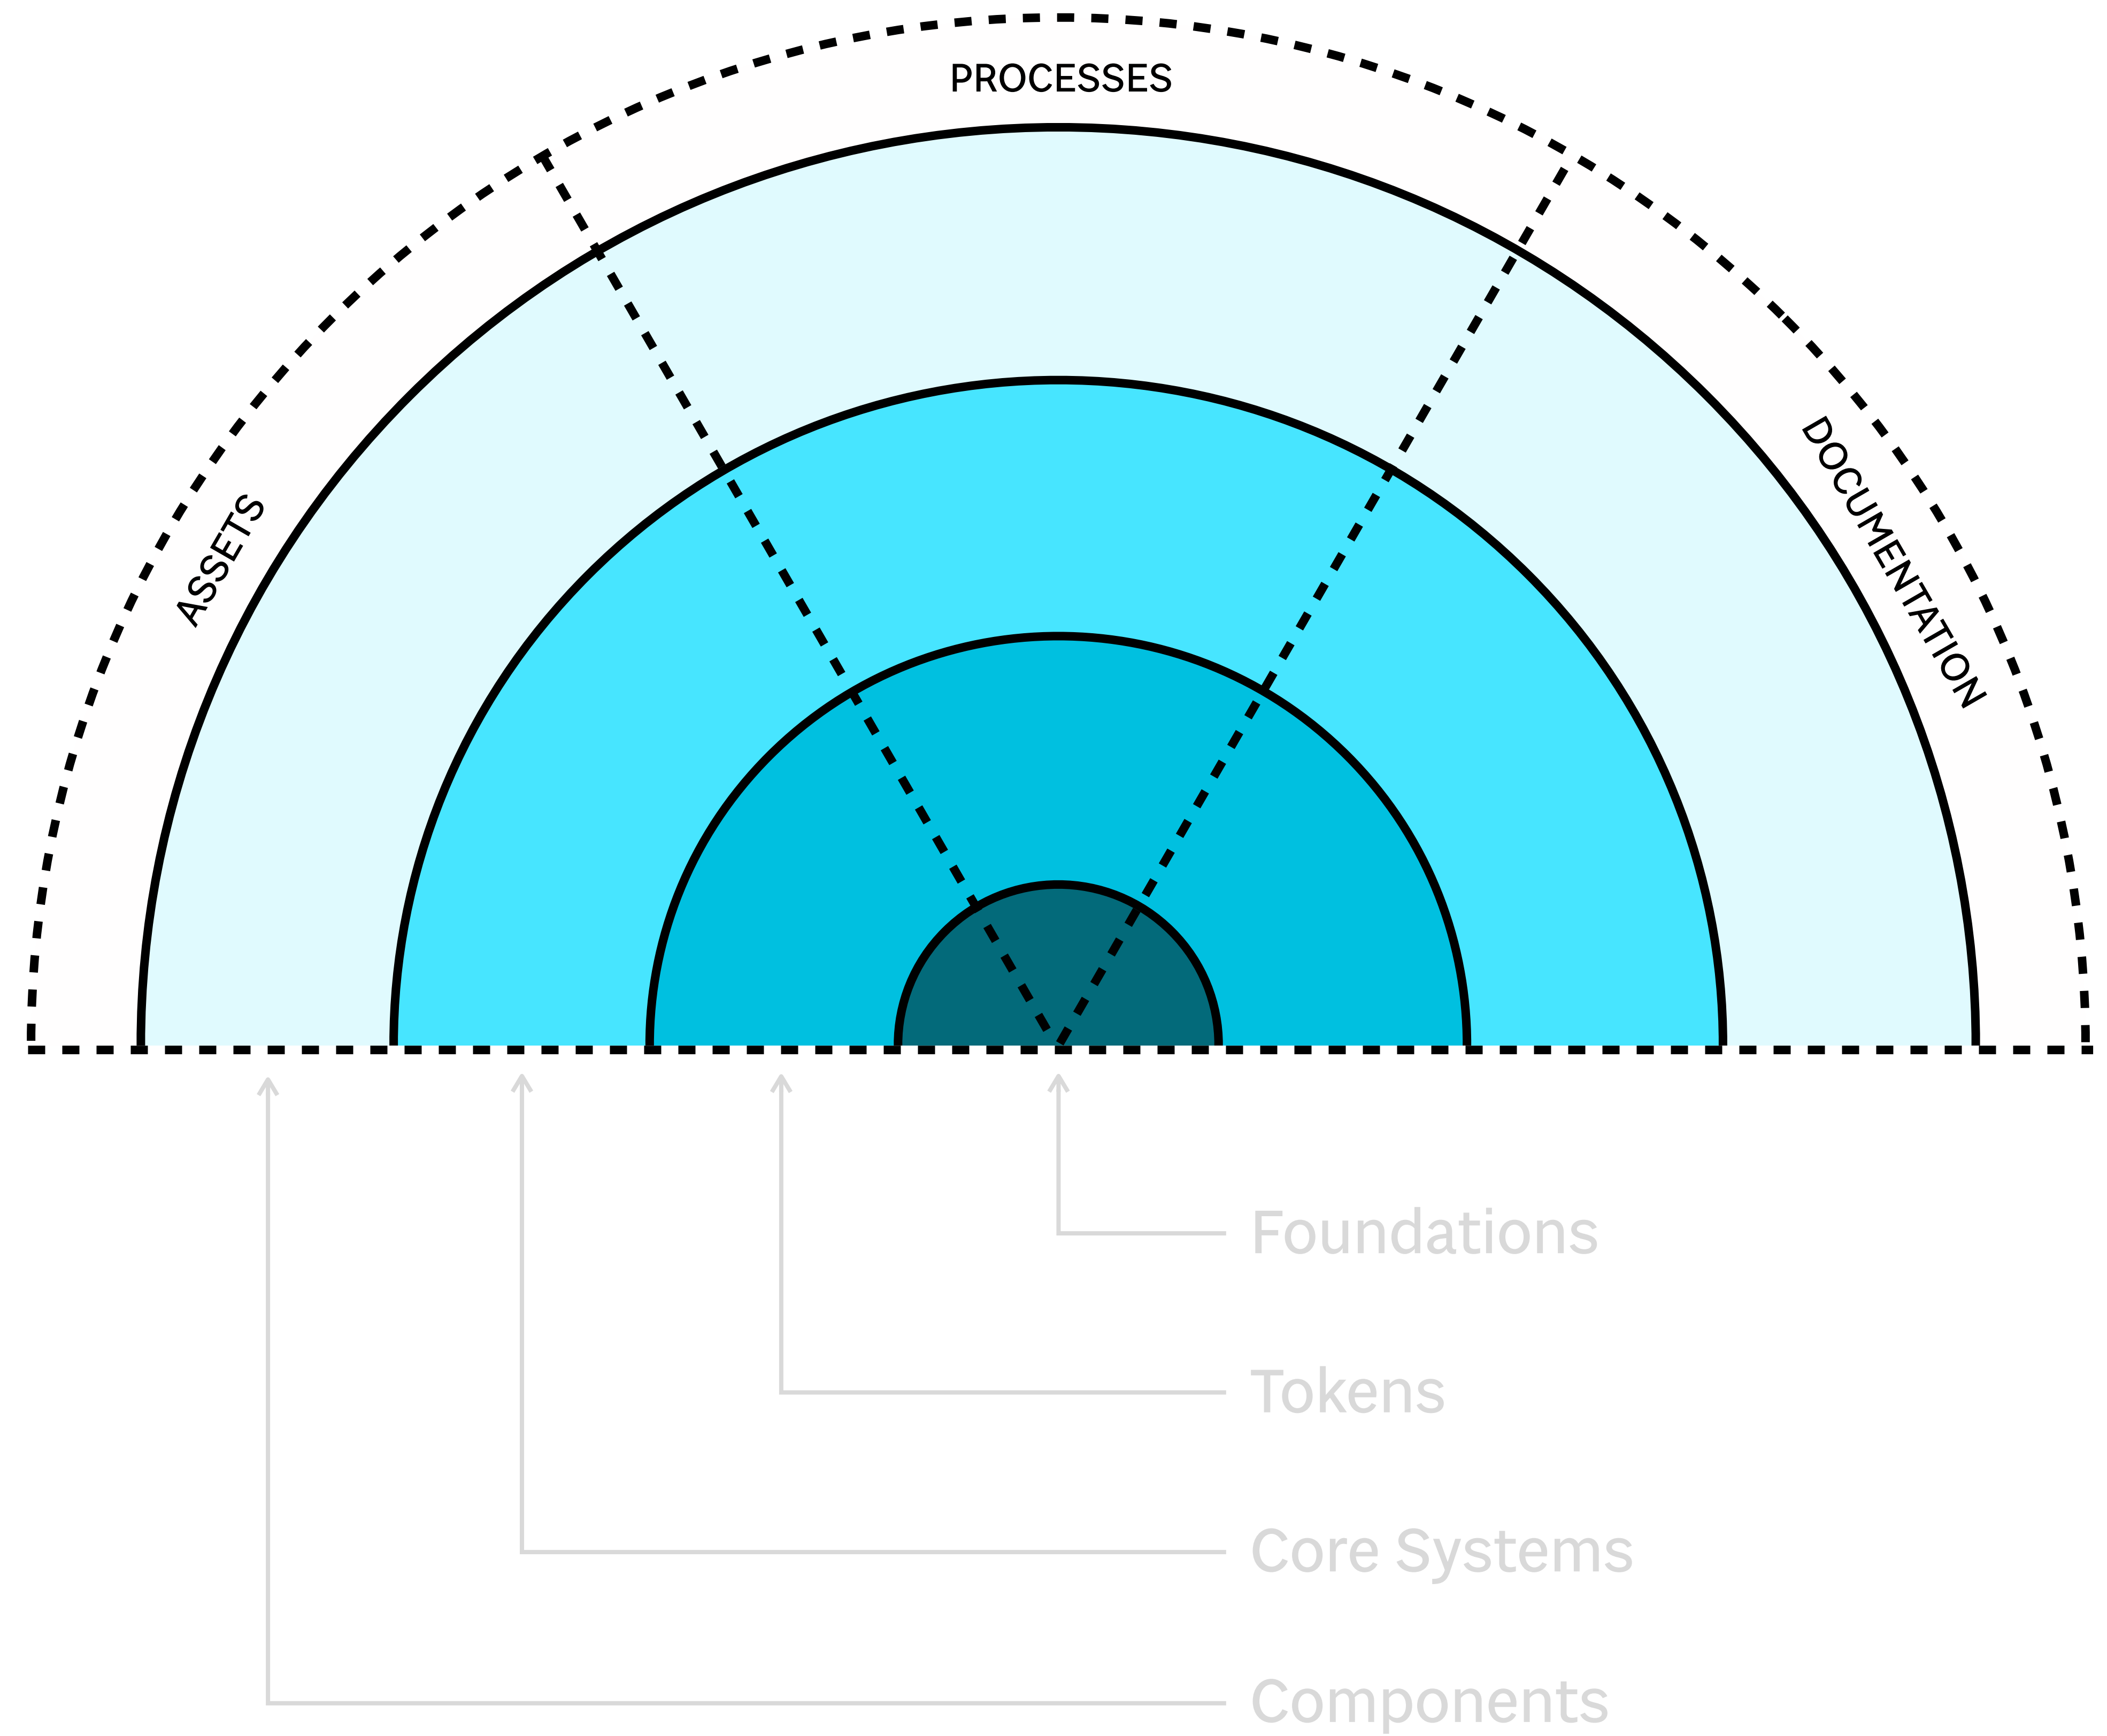 PROCESSES
ASSETS
DOCUMENTATION
Foundations
Tokens
Core Systems
Components